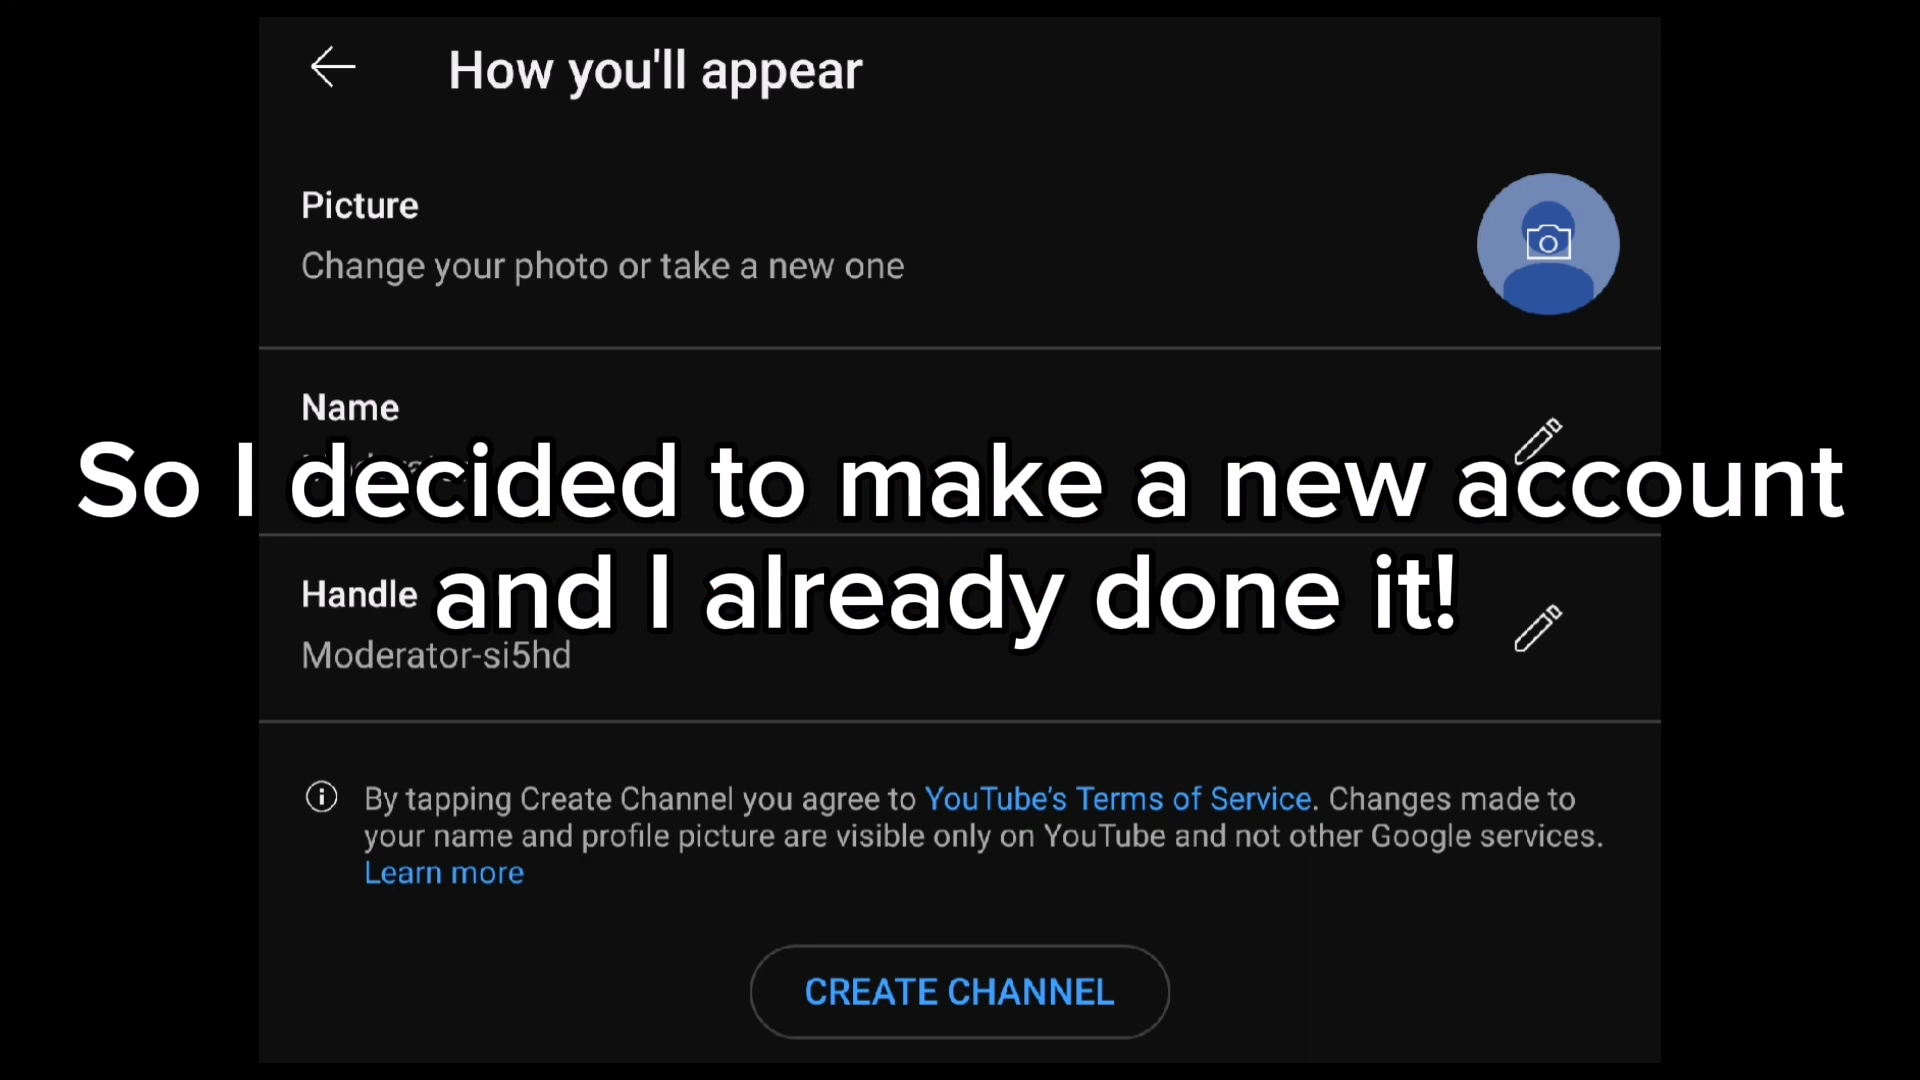 How you'll appear
Picture
Change your photo or take a new one
Name
So I decided to make a new account
and I already done it!
Handle
Moderator-si5hd
By tapping Create Channel you agree to YouTube's Terms of Service. Changes made to
your name and profile picture are visible only on YouTube and not other Google services.
Learn more
CREATE CHANNEL